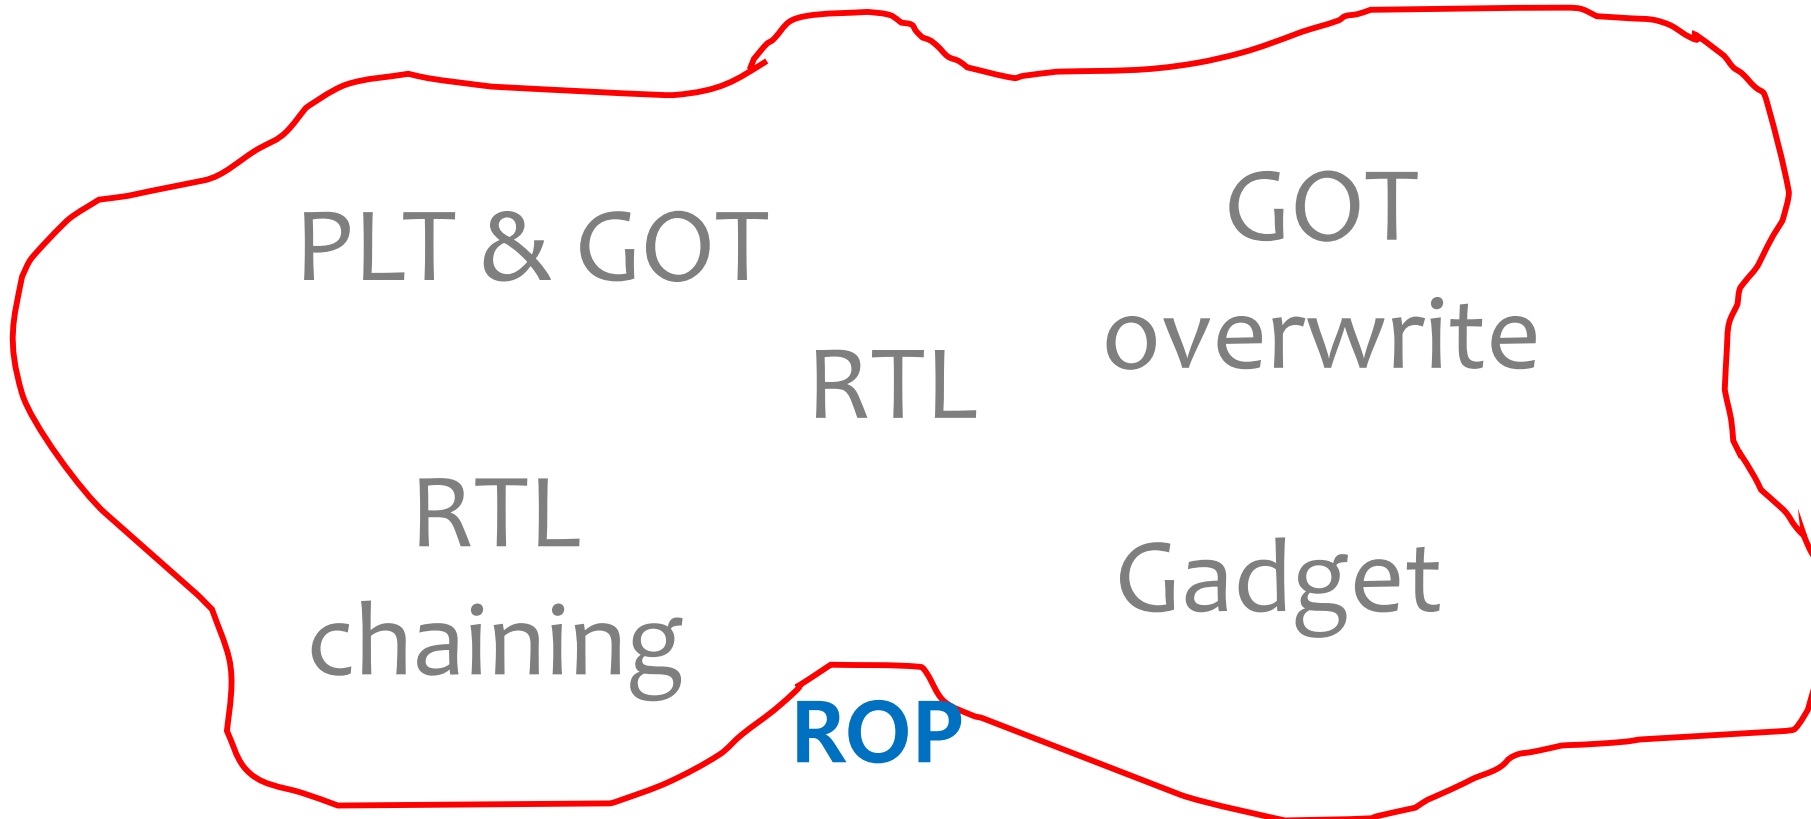 PLT & GOT
GOT
overwrite
RTL
RTL
chaining
Gadget
ROP